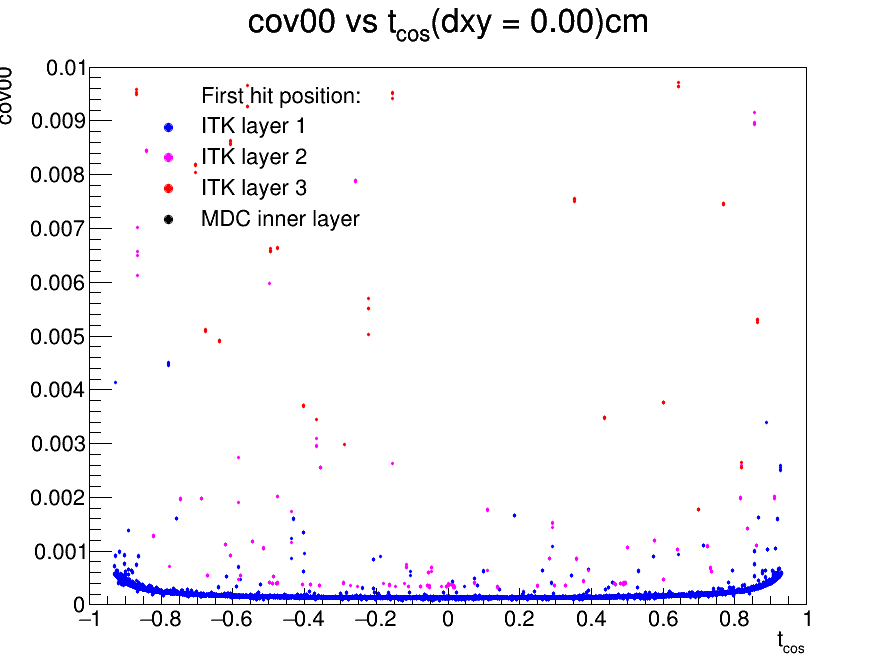 cov00 vs tcos(dxy = 0.00)cm
cov00
0.01
0.009
0.008
0.007
0.006
0.005
0.004
0.003
0.002
0.001
0
First hit position:
ITK layer 1
ITK layer 2
ITK layer 3
MDC inner layer
−1 −0.8 −0.6 −0.4 −0.2 0 0.2 0.4 0.6 0.8 1
tcos